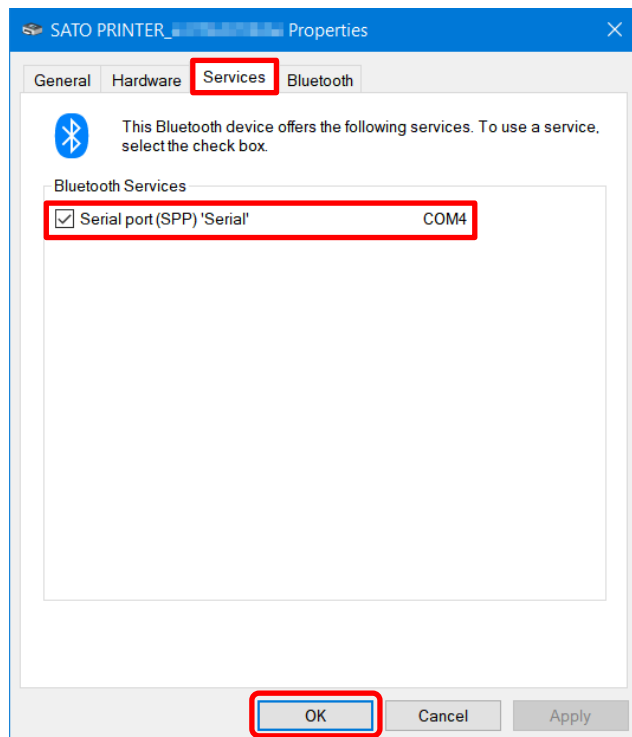 SATO PRINTER_ Properties
General Hardware Services Bluetooth
This Bluetooth device offers the following services. To use a service,
select the check box.
Bluetooth Services
Serial port (SPP) 'Serial' COM4
OK Cancel Apply